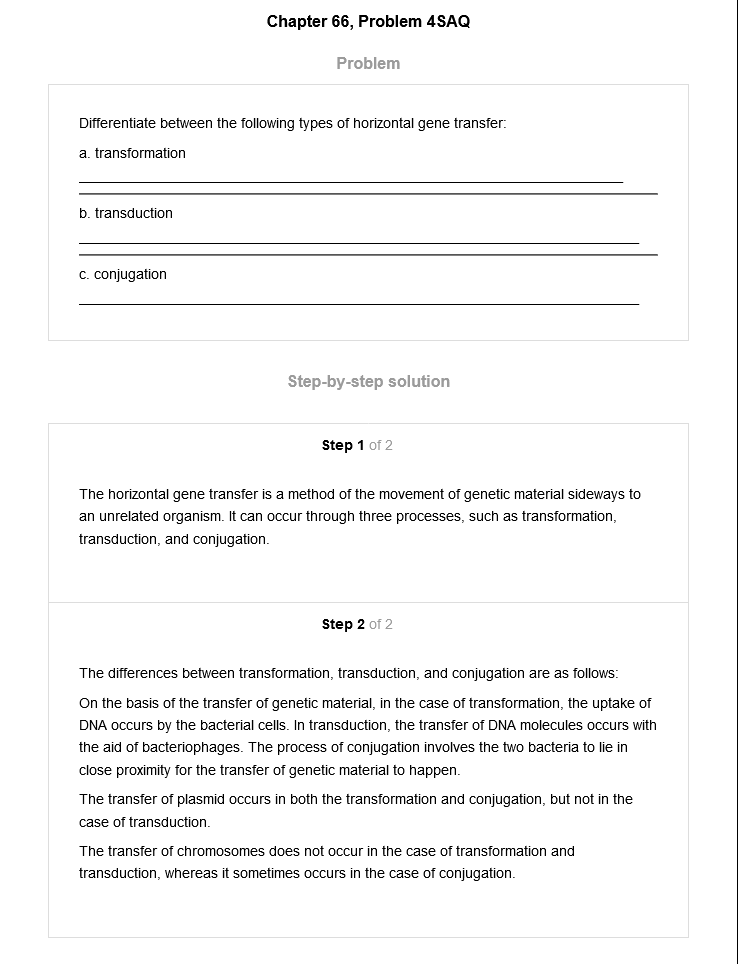 Chapter 66, Problem 4SAQ
Problem
Differentiate between the following types of horizontal gene transfer:
a. transformation
b. transduction
c. conjugation
Step-by-step solution
Step 1 of 2
The horizontal gene transfer is a method of the movement of genetic material sideways to
an unrelated organism. It can occur through three processes, such as transformation,
transduction, and conjugation.
Step 2 of 2
The differences between transformation, transduction, and conjugation are as follows:
On the basis of the transfer of genetic material, in the case of transformation, the uptake of
DNA occurs by the bacterial cells. In transduction, the transfer of DNA molecules occurs with
the aid of bacteriophages. The process of conjugation involves the two bacteria to lie in
close proximity for the transfer of genetic material to happen.
The transfer of plasmid occurs in both the transformation and conjugation, but not in the
case of transduction.
The transfer of chromosomes does not occur in the case of transformation and
transduction, whereas it sometimes occurs in the case of conjugation.